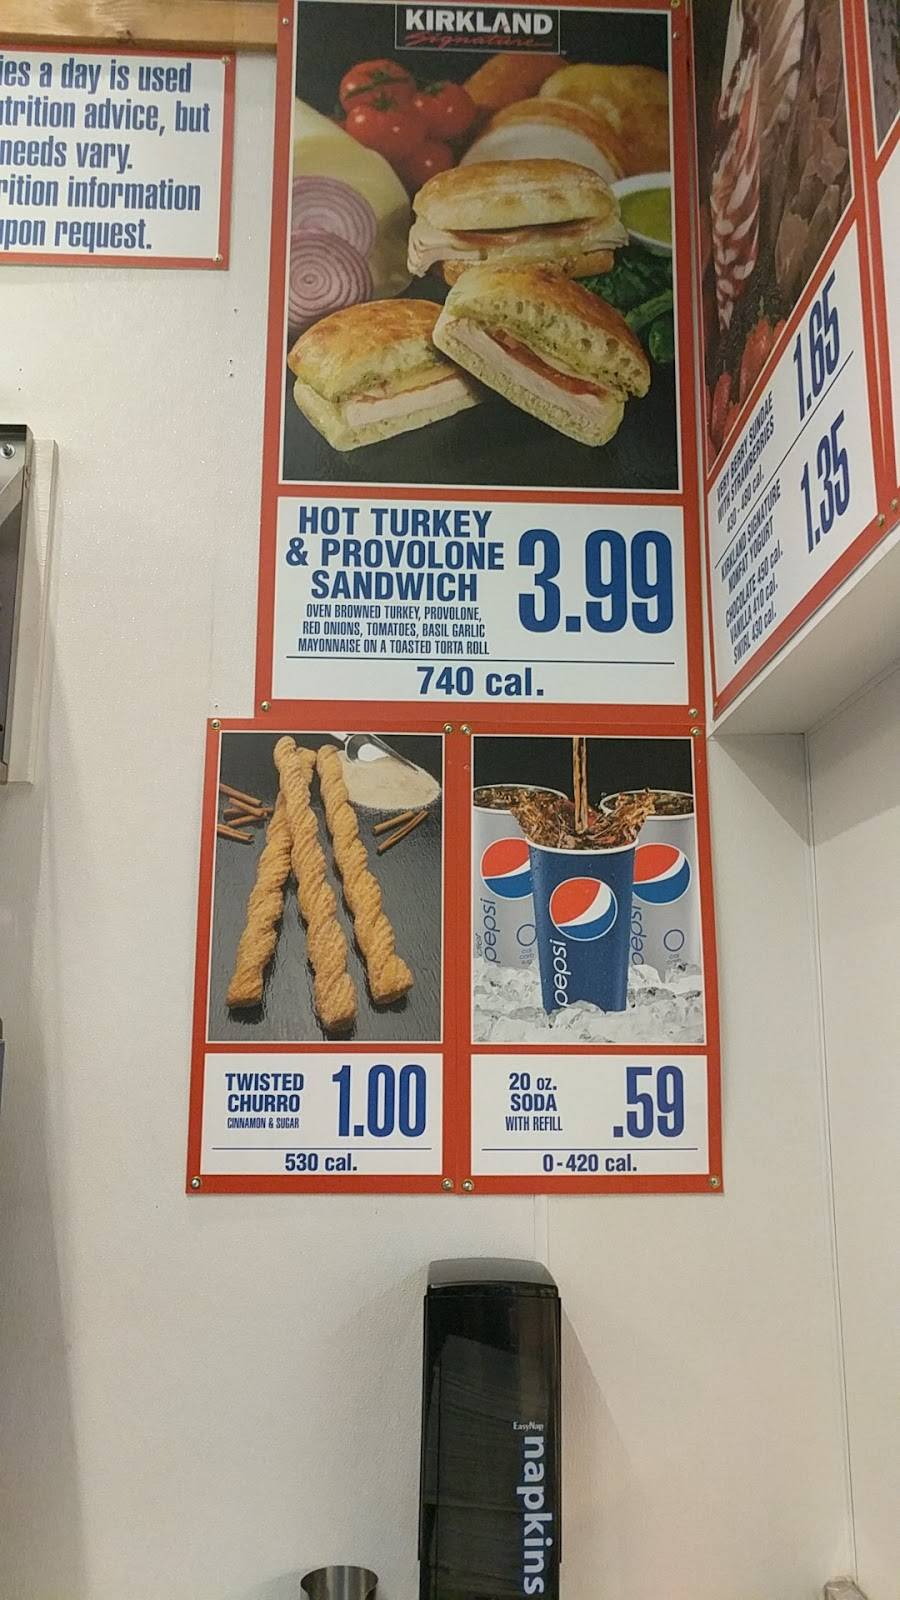 ies a day is used
utrition advice, but
needs vary.
rition information
upon request.
KIRKLAND
Signature
HOT TURKEY
& PROVOLONE
SANDWICH
3.99
OVEN BROWNED TURKEY, PROVOLONE,
RED ONIONS, TOMATOES, BASIL GARLIC
MAYONNAISE ON A TOASTED TORTA ROLL
740 cal.
VERY BERRY SUNDAE
WITH STRAWBERRIES
1.65
KIRKLAND SIGNATURE
NONFAT YOGURT
1.35
CHOCOLATE 450 cal.
VANILLA 410 cal.
SWIRL 430 cal.
pepsi
pepsi
pepsi
TWISTED
CHURRO
CINNAMON & SUGAR
1.00
530 cal.
20 oz.
SODA
WITH REFILL
.59
0-420 cal.
EasyNap
napkins